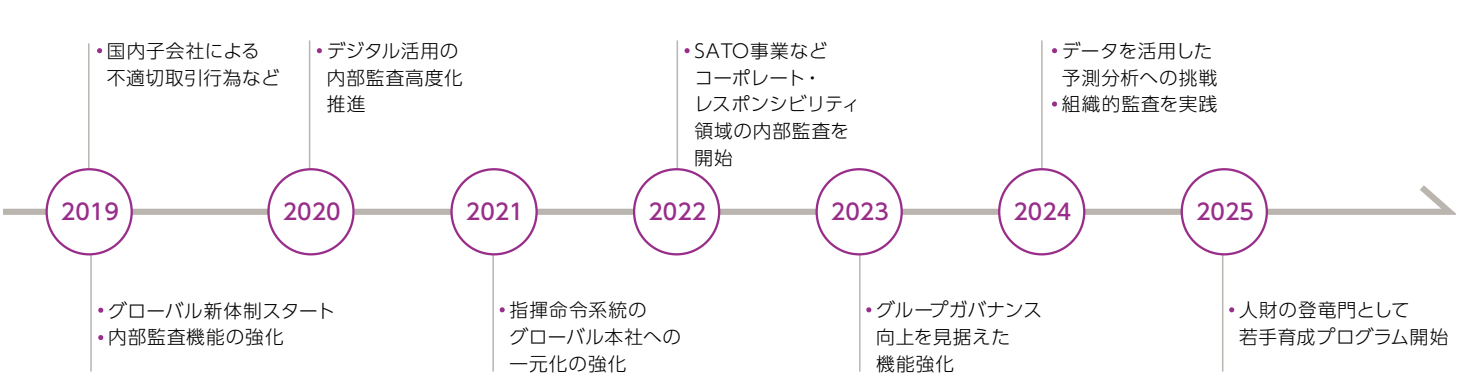 •国内子会社による
不適切取引行為など
•デジタル活用の
内部監査高度化
推進
•SATO事業など
コーポレート・
レスポンシビリティ
領域の内部監査を
開始
•データを活用した
予測分析への挑戦
•組織的監査を実践
2019
2020
2021
2022
2023
2024
2025
•グローバル新体制スタート
•内部監査機能の強化
•指揮命令系統の
グローバル本社への
一元化の強化
•グループガバナンス
向上を見据えた
機能強化
•人財の登竜門として
若手育成プログラム開始